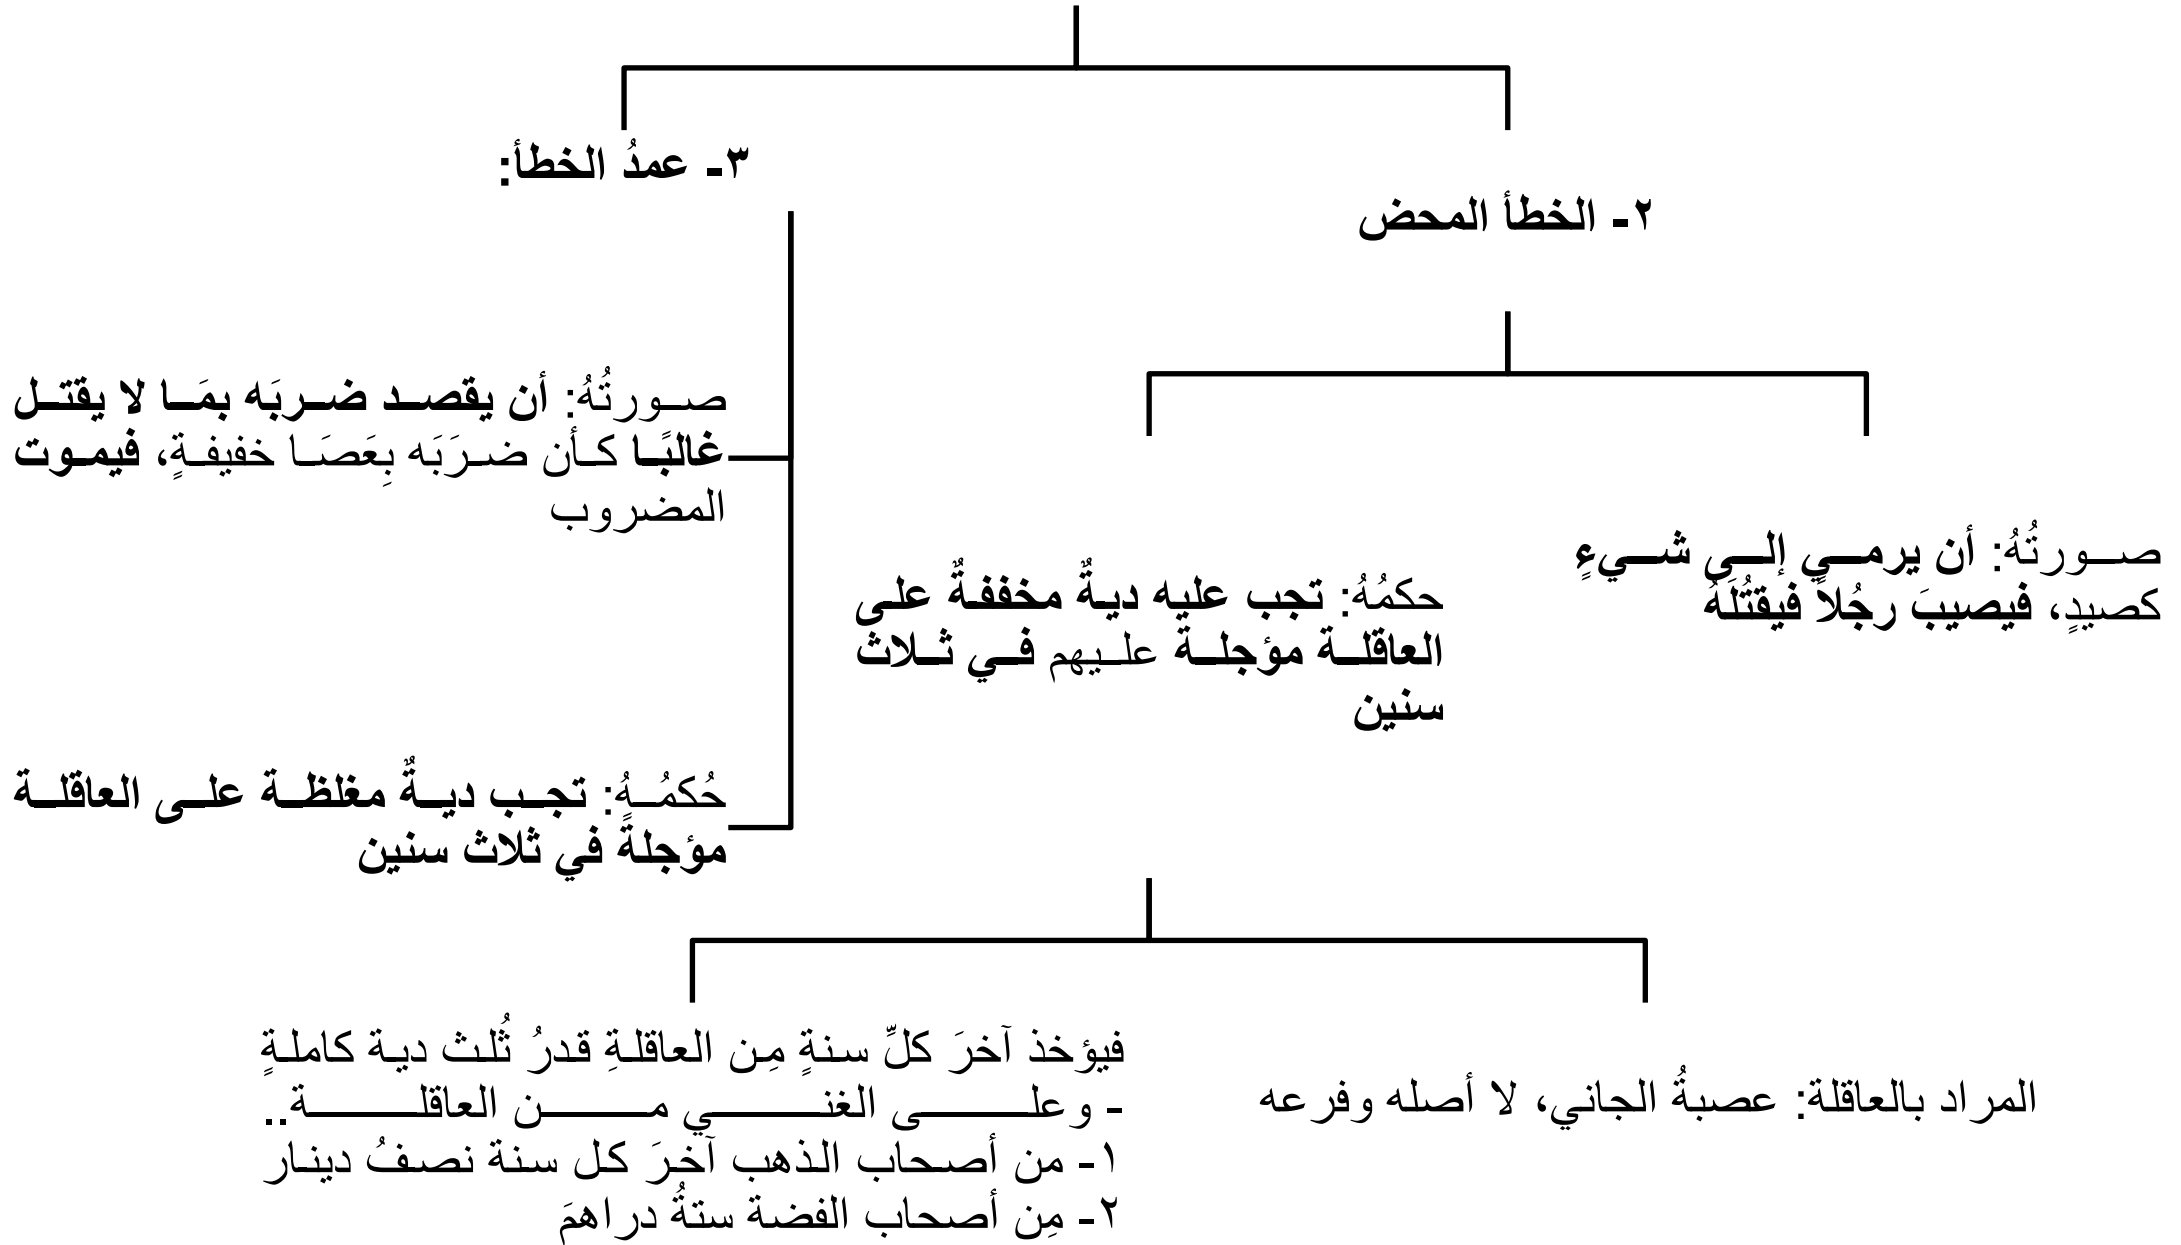 ٢- الخطأ المحض
صورتُهُ: أن يرمي إلى شيءٍ
كصيدٍ، فيصيبَ رجُلاً فيقتُلَهُ
حكمُهُ: تجب عليه ديةٌ مخففةٌ على
العاقلة مؤجلة عليهم في ثلاث
سنين
المراد بالعاقلة: عصبةُ الجاني، لا أصله وفرعه
فيؤخذ آخرَ كلِّ سنةٍ مِن العاقلةِ قدرُ ثُلث دية كاملةٍ
- وعلى الغني من العاقلة..
١- من أصحاب الذهب آخرَ كل سنة نصفُ دينار
٢- مِن أصحاب الفضة ستةُ دراهمَ
٣- عمدُ الخطأ:
صورتُهُ: أن يقصد ضربَه بمَا لا يقتل
غالبًا كأن ضرَبَه بِعَصَا خفيفةٍ، فيموت
المضروب
حُكمُهُ: تجب ديةٌ مغلظة على العاقلة
مؤجلةً في ثلاث سنين